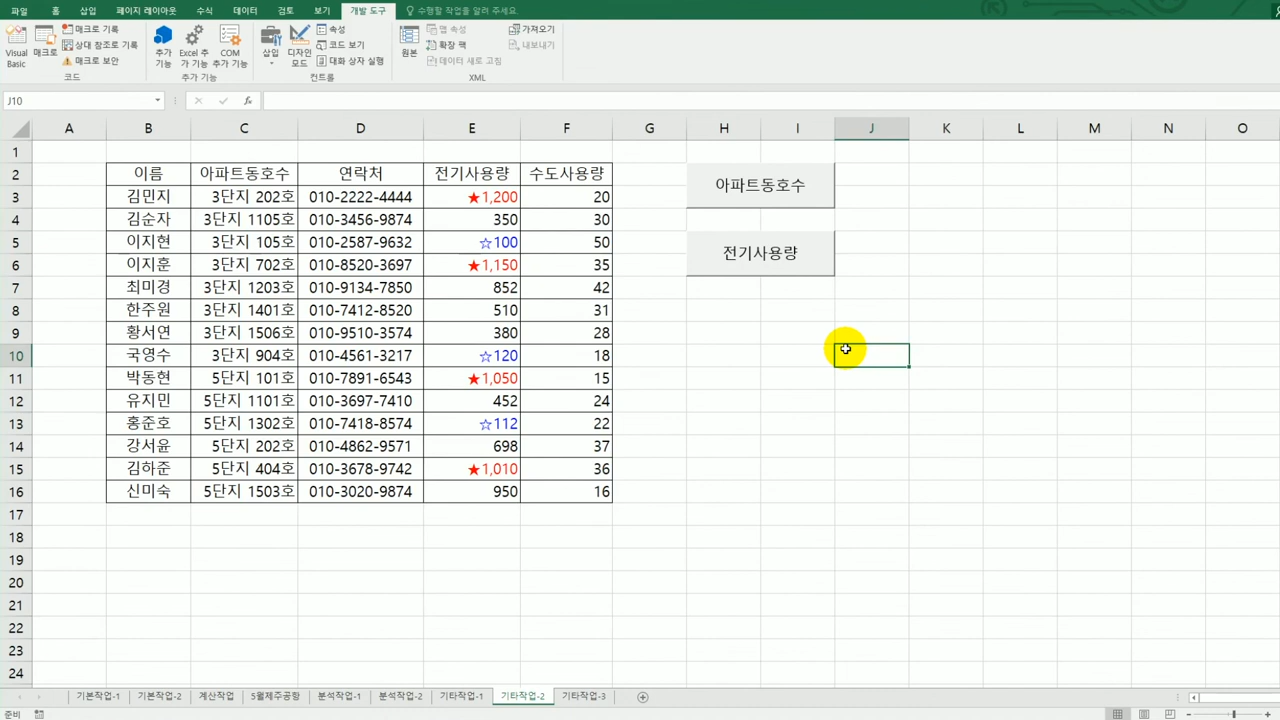 파일 홈 삽입 페이지 레이아웃 수식 데이터 검토 보기 개발 도구 수행할 작업을 알려 주세요.
Visual Basic 매크로 매크로 기록 상대 참조로 기록 매크로 보안 추가 기능 Excel 추가 기능 COM 추가 기능 삽입 디자인 모드 속성 코드 보기 대화 상자 실행 원본 맵 속성 확장 팩 데이터 새로 고침 가져오기 내보내기
코드 추가 기능 컨트롤 XML
J10 fx
A B C D E F G H I J K L M N O
1
2 이름 아파트동호수 연락처 전기사용량 수도사용량 아파트동호수
3 김민지 3단지 202호 010-2222-4444 ★1,200 20
4 김순자 3단지 1105호 010-3456-9874 350 30
5 이지현 3단지 105호 010-2587-9632 ☆100 50 전기사용량
6 이지훈 3단지 702호 010-8520-3697 ★1,150 35
7 최미경 3단지 1203호 010-9134-7850 852 42
8 한주원 3단지 1401호 010-7412-8520 510 31
9 황서연 3단지 1506호 010-9510-3574 380 28
10 국영수 3단지 904호 010-4561-3217 ☆120 18
11 박동현 5단지 101호 010-7891-6543 ★1,050 15
12 유지민 5단지 1101호 010-3697-7410 452 24
13 홍준호 5단지 1302호 010-7418-8574 ☆112 22
14 강서윤 5단지 202호 010-4862-9571 698 37
15 김하준 5단지 404호 010-3678-9742 ★1,010 36
16 신미숙 5단지 1503호 010-3020-9874 950 16
17
18
19
20
21
22
23
24
기본작업-1 기본작업-2 계산작업 5월제주공항 분석작업-1 분석작업-2 기타작업-1 기타작업-2 기타작업-3
준비